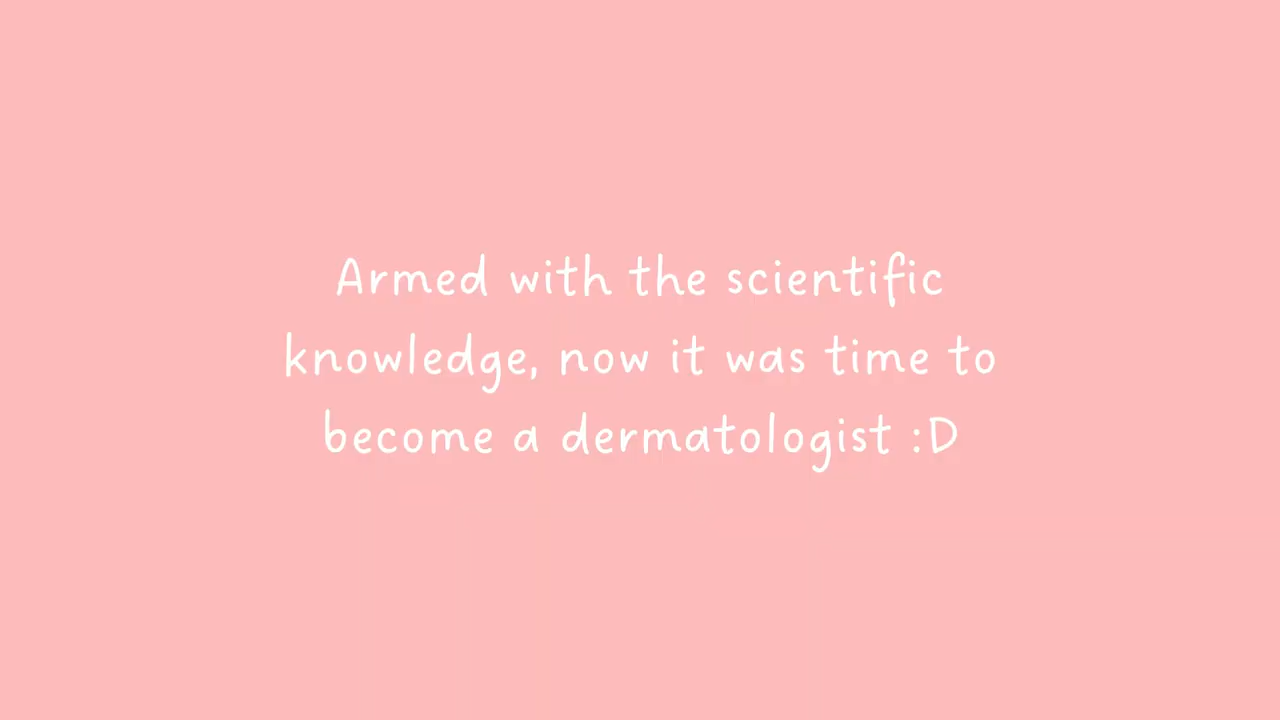 Armed with the scientific
knowledge, now it was time to
become a dermatologist :D